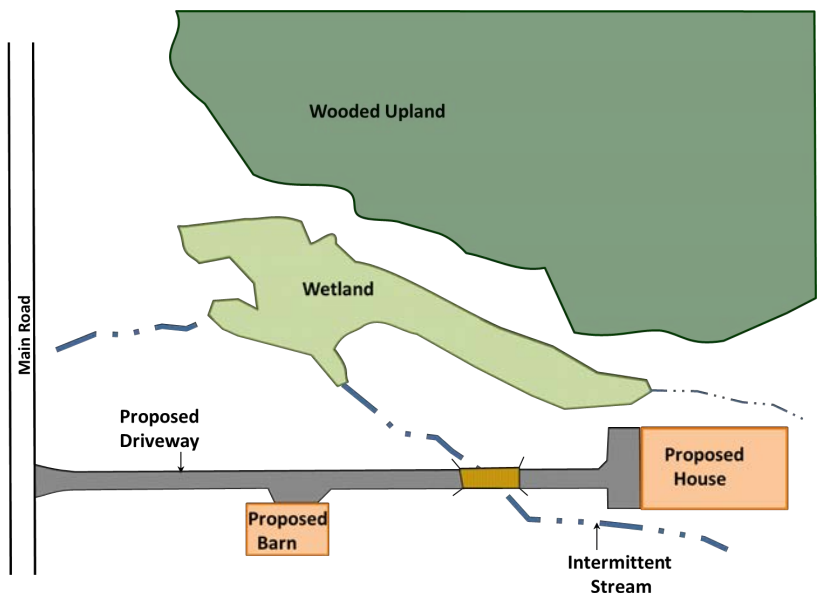 Wooded Upland
Wetland
Main Road
Proposed
Driveway
Proposed
House
Proposed
Barn
Intermittent
Stream